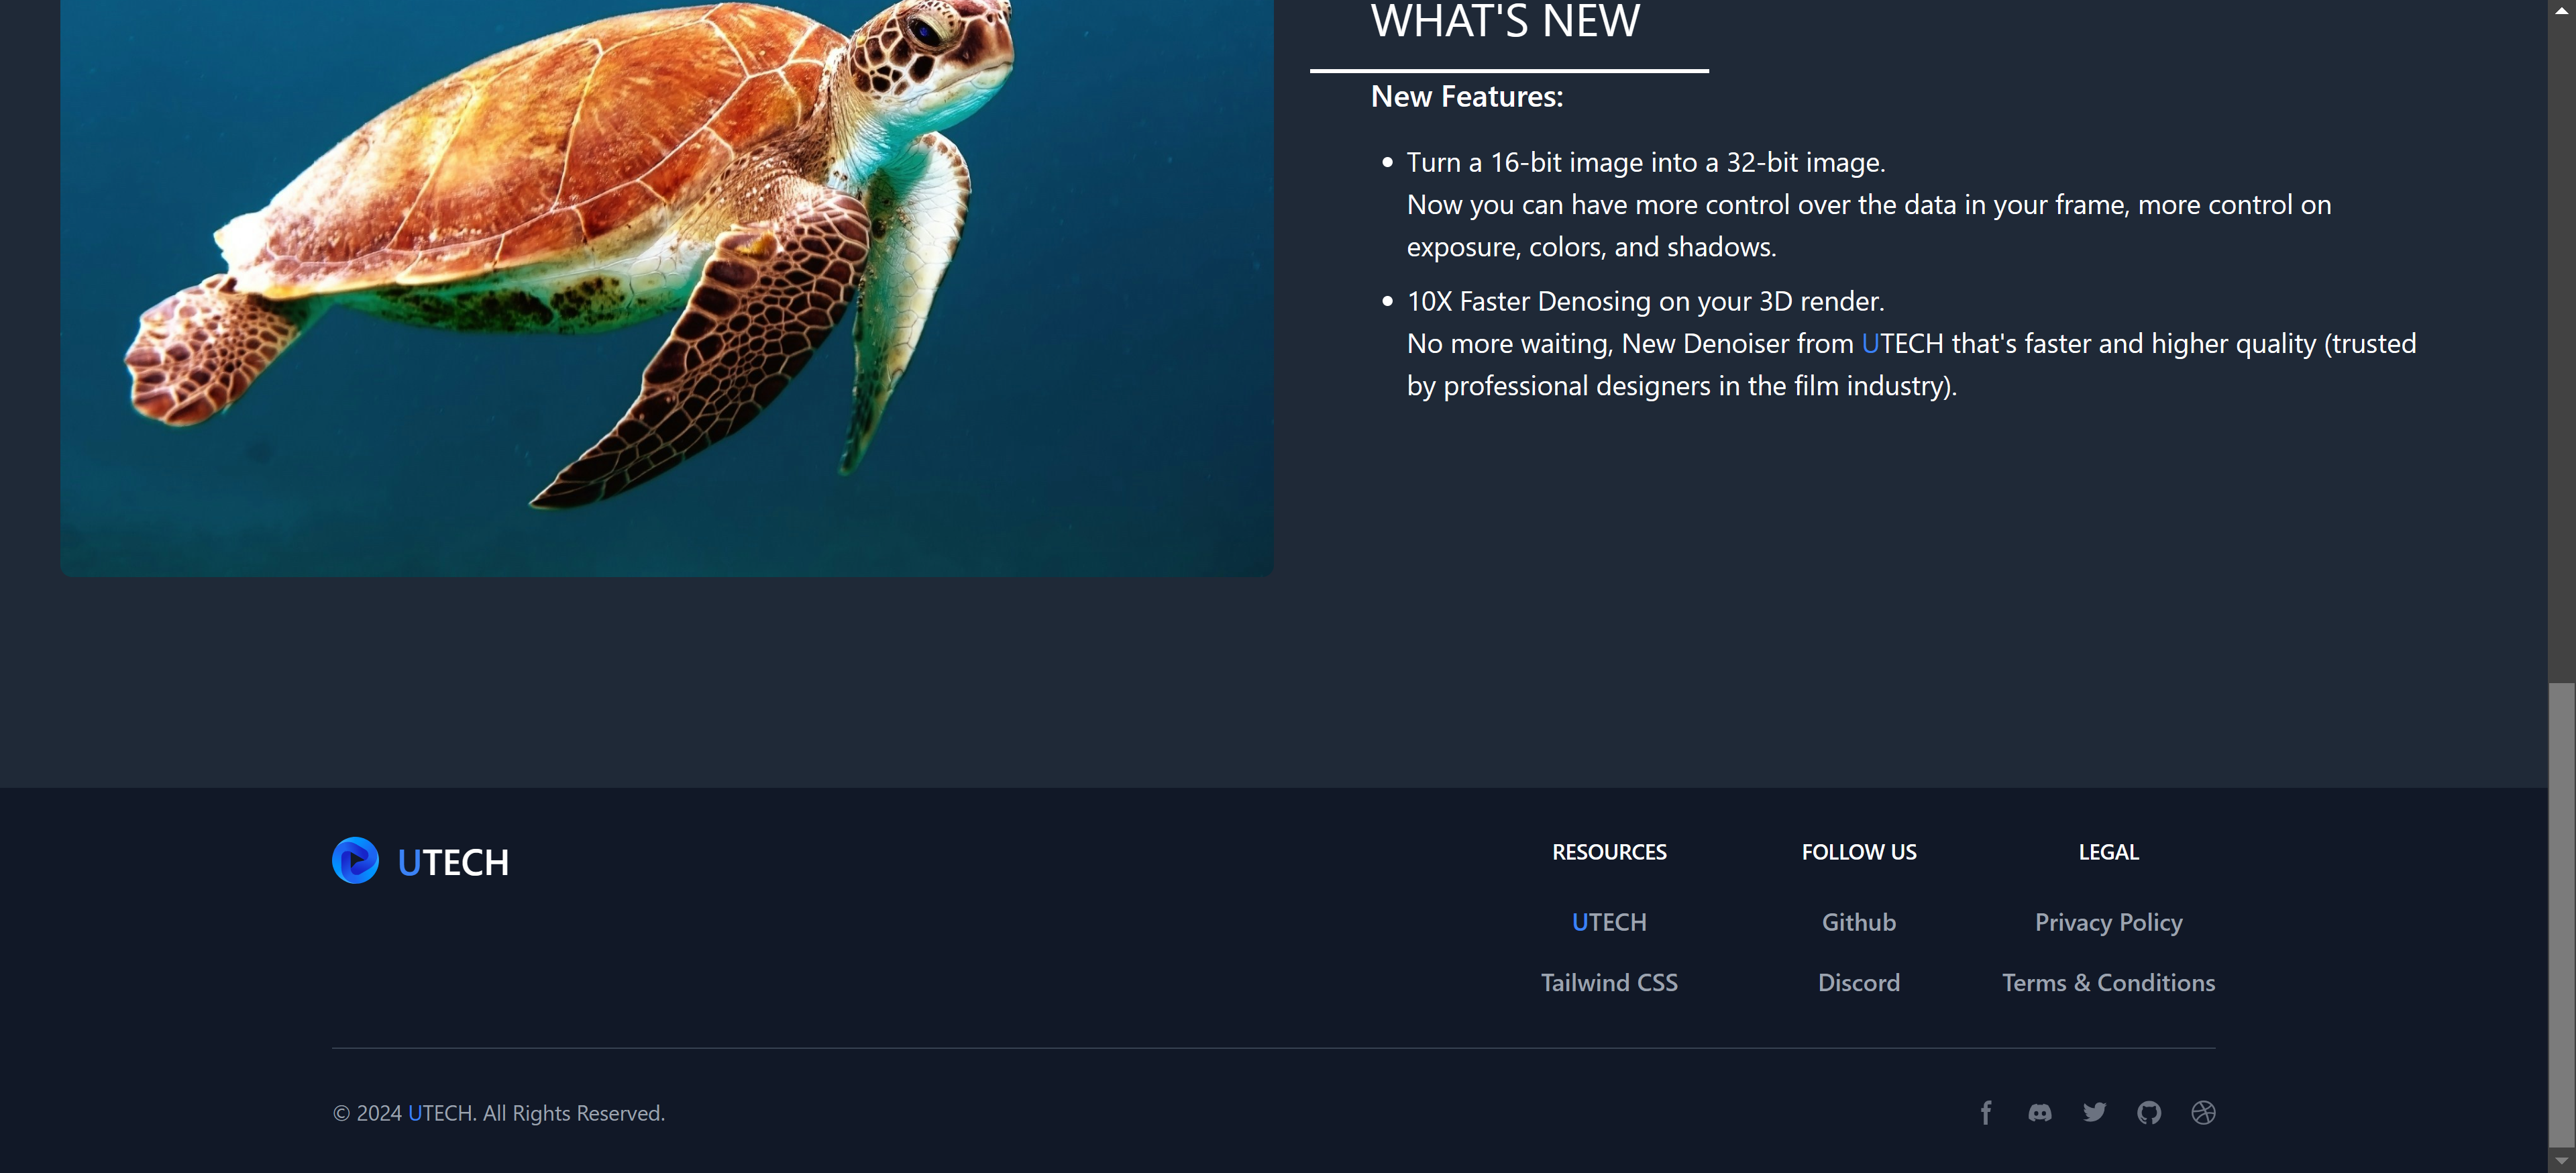 WHAT'S NEW
New Features:
Turn a 16-bit image into a 32-bit image.
Now you can have more control over the data in your frame, more control on
exposure, colors, and shadows.
10X Faster Denosing on your 3D render.
No more waiting, New Denoiser from UTECH that's faster and higher quality (trusted
by professional designers in the film industry).
UTECH
RESOURCES
UTECH
Tailwind CSS
FOLLOW US
Github
Discord
LEGAL
Privacy Policy
Terms & Conditions
© 2024 UTECH. All Rights Reserved.